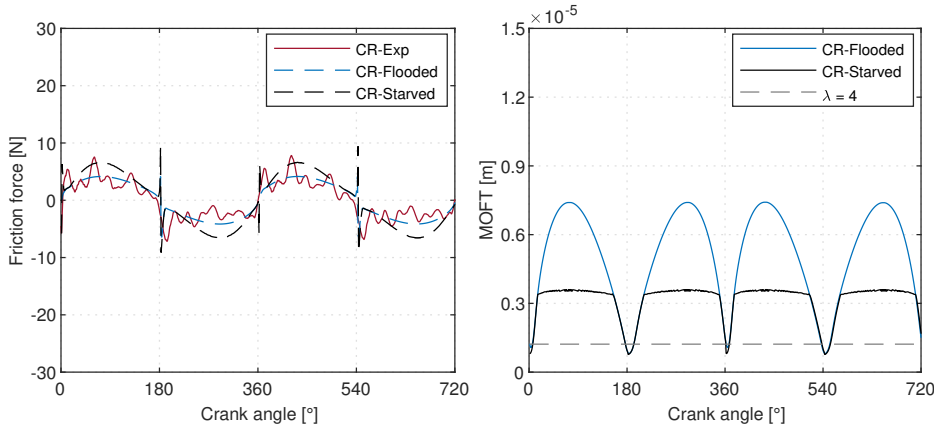 30
20
10
0
-10
-20
-30
Friction force [N]
CR-Exp
CR-Flooded
CR-Starved
0
180
360
540
720
Crank angle [°]
×10^-5
1.5
1.2
0.9
0.6
0.3
0
MOFT [m]
CR-Flooded
CR-Starved
λ = 4
0
180
360
540
720
Crank angle [°]